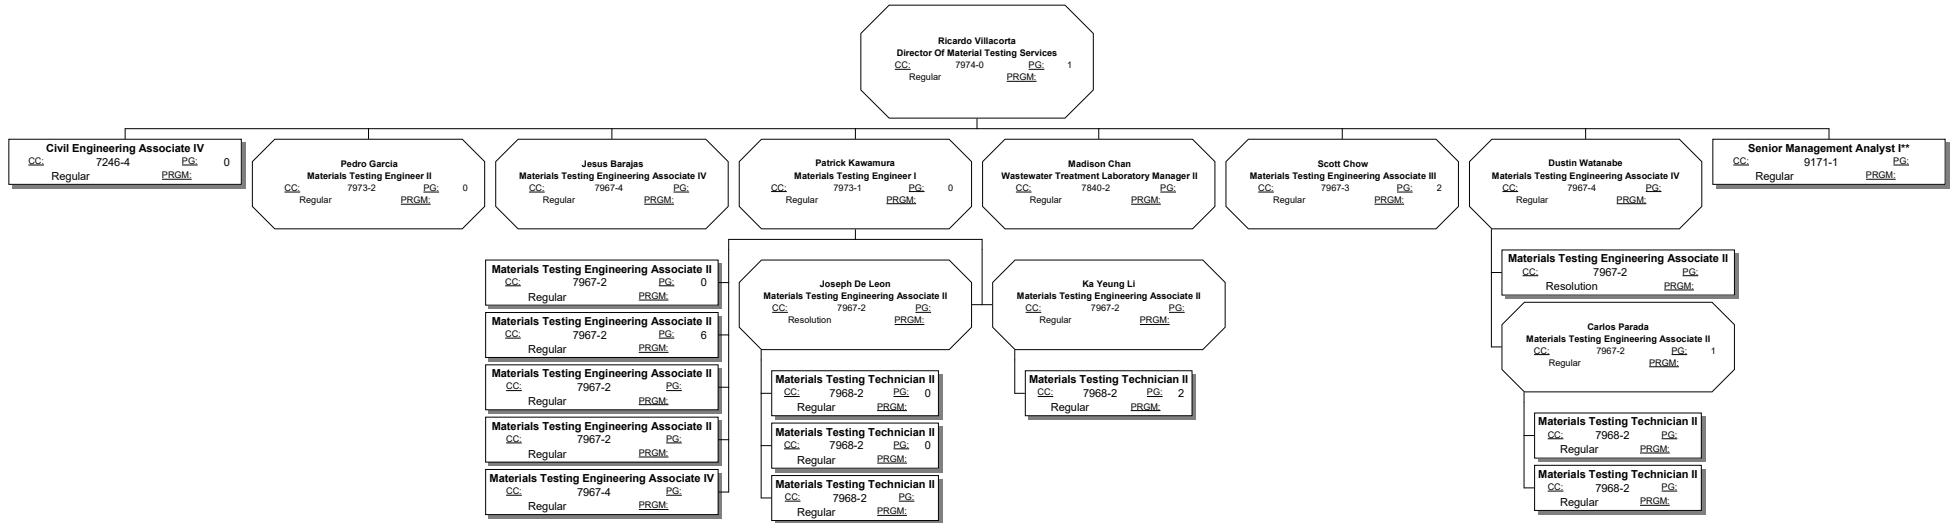 Ricardo Villacorta
Director Of Material Testing Services
CC: 7974-0 PG: 1
Regular PRGM:
Civil Engineering Associate IV
CC: 7246-4 PG: 0
Regular PRGM:
Pedro Garcia
Materials Testing Engineer II
CC: 7973-2 PG: 0
Regular PRGM:
Jesus Barajas
Materials Testing Engineering Associate IV
CC: 7967-4 PG:
Regular PRGM:
Patrick Kawamura
Materials Testing Engineer I
CC: 7973-1 PG: 0
Regular PRGM:
Madison Chan
Wastewater Treatment Laboratory Manager II
CC: 7840-2 PG:
Regular PRGM:
Scott Chow
Materials Testing Engineering Associate III
CC: 7967-3 PG: 2
Regular PRGM:
Dustin Watanabe
Materials Testing Engineering Associate IV
CC: 7967-4 PG:
Regular PRGM:
Senior Management Analyst I**
CC: 9171-1 PG:
Regular PRGM:
Materials Testing Engineering Associate II
CC: 7967-2 PG: 0
Regular PRGM:
Materials Testing Engineering Associate II
CC: 7967-2 PG: 6
Regular PRGM:
Materials Testing Engineering Associate II
CC: 7967-2 PG:
Regular PRGM:
Materials Testing Engineering Associate II
CC: 7967-2 PG:
Regular PRGM:
Materials Testing Engineering Associate IV
CC: 7967-4 PG:
Regular PRGM:
Joseph De Leon
Materials Testing Engineering Associate II
CC: 7967-2 PG:
Resolution PRGM:
Materials Testing Technician II
CC: 7968-2 PG: 0
Regular PRGM:
Materials Testing Technician II
CC: 7968-2 PG: 0
Regular PRGM:
Materials Testing Technician II
CC: 7968-2 PG:
Regular PRGM:
Ka Yeung Li
Materials Testing Engineering Associate II
CC: 7967-2 PG:
Regular PRGM:
Materials Testing Technician II
CC: 7968-2 PG: 2
Regular PRGM:
Materials Testing Engineering Associate II
CC: 7967-2 PG:
Resolution PRGM:
Carlos Parada
Materials Testing Engineering Associate II
CC: 7967-2 PG: 1
Regular PRGM:
Materials Testing Technician II
CC: 7968-2 PG:
Regular PRGM:
Materials Testing Technician II
CC: 7968-2 PG:
Regular PRGM: